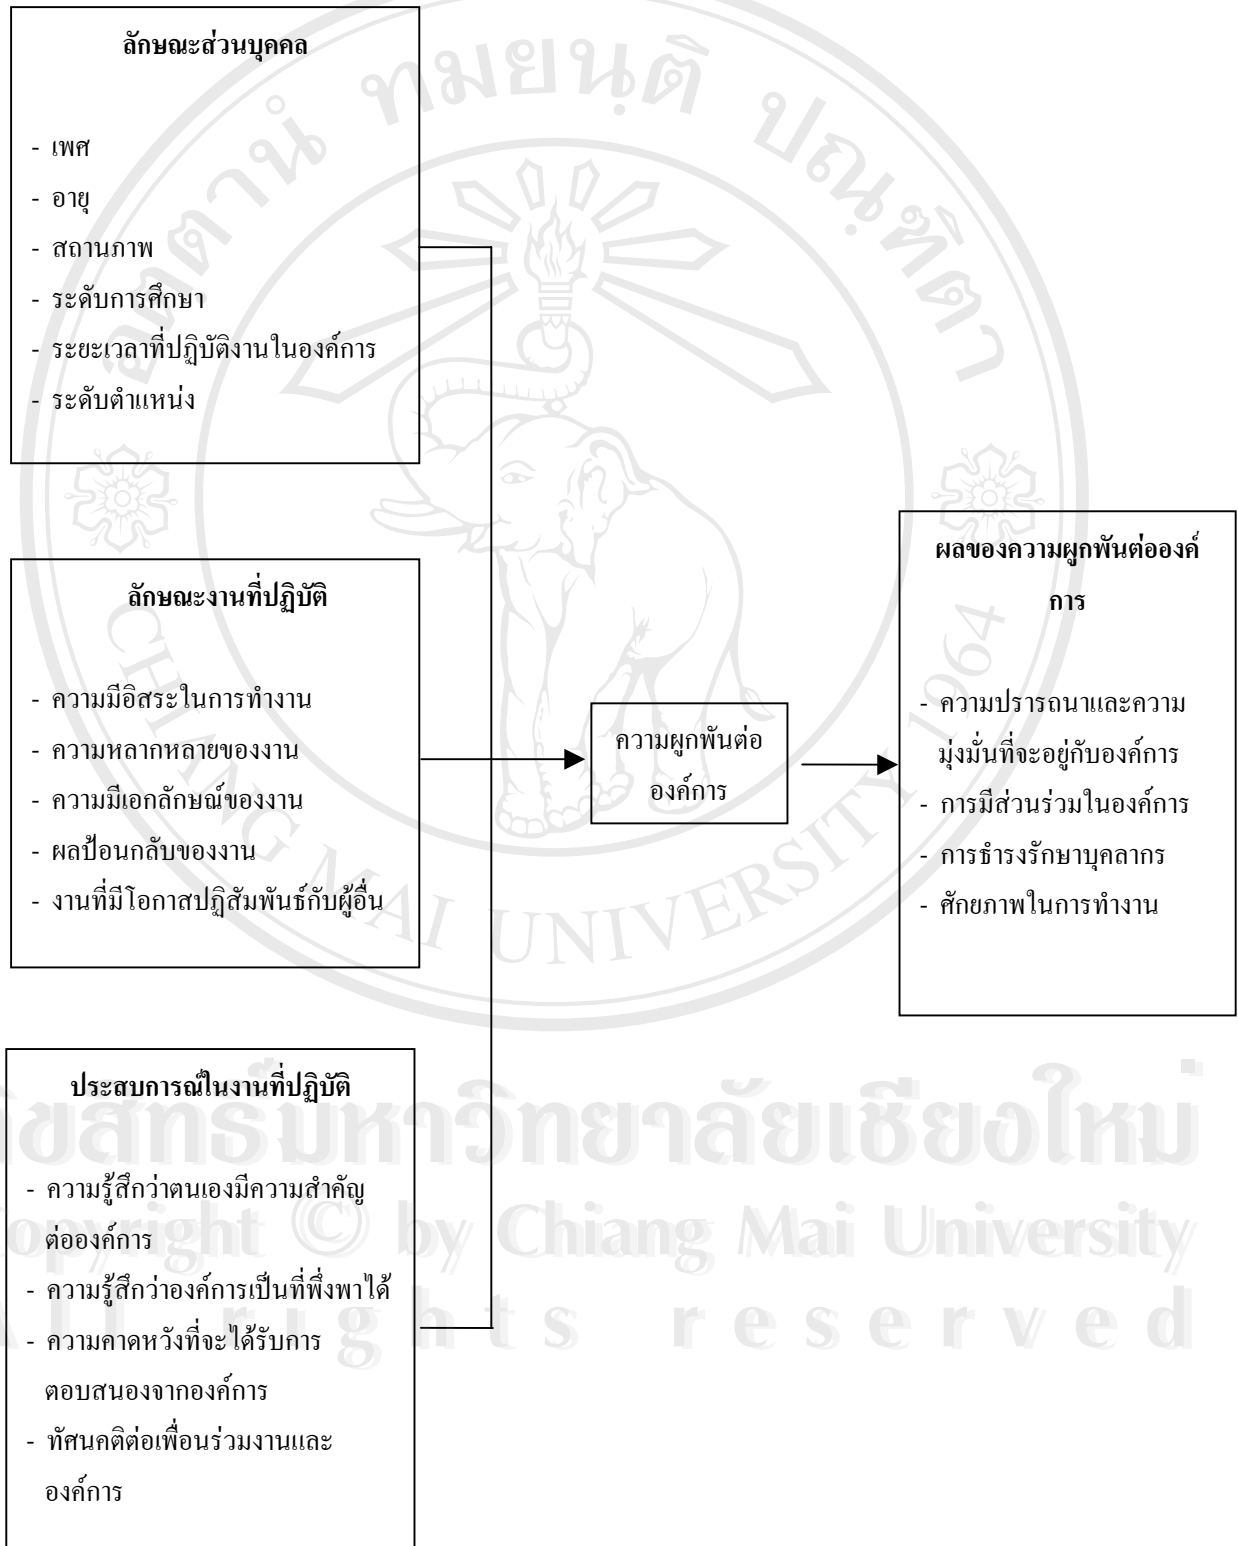 ลักษณะส่วนบุคคล
- เพศ
- อายุ
- สถานภาพ
- ระดับการศึกษา
- ระยะเวลาที่ปฏิบัติงานในองค์การ
- ระดับตำแหน่ง
ลักษณะงานที่ปฏิบัติ
- ความมีอิสระในการทำงาน
- ความหลากหลายของงาน
- ความมีเอกลักษณ์ของงาน
- ผลป้อนกลับของงาน
- งานที่มีโอกาสปฏิสัมพันธ์กับผู้อื่น
ประสบการณ์ในงานที่ปฏิบัติ
- ความรู้สึกว่าตนเองมีความสำคัญ
ต่อองค์การ
- ความรู้สึกว่าองค์การเป็นที่พึ่งพาได้
- ความคาดหวังที่จะได้รับการ
ตอบสนองจากองค์การ
- ทัศนคติต่อเพื่อนร่วมงานและ
องค์การ
ความผูกพันต่อ
องค์การ
ผลของความผูกพันต่อองค์
การ
- ความปรารถนาและความ
มุ่งมั่นที่จะอยู่กับองค์การ
- การมีส่วนร่วมในองค์การ
- การธำรงรักษาบุคลากร
- ศักยภาพในการทำงาน
อตฺตานํ ทมยนฺติ ปณฺฑิตา
CHIANG MAI UNIVERSITY 1964
ขสิทธิ์มหาวิทยาลัยเชียงใหม่
opyright © by Chiang Mai University
All rights reserved